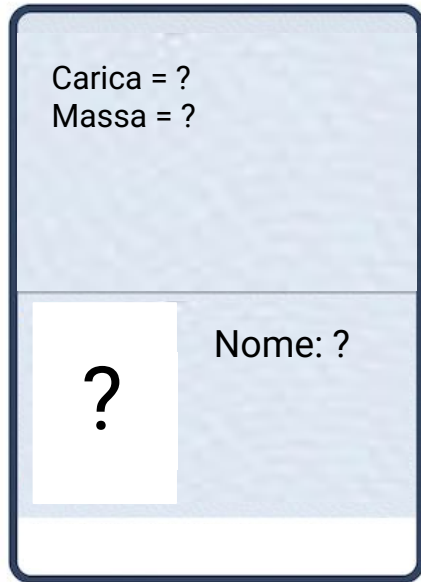 Carica = ?
Massa = ?
Nome: ?
?